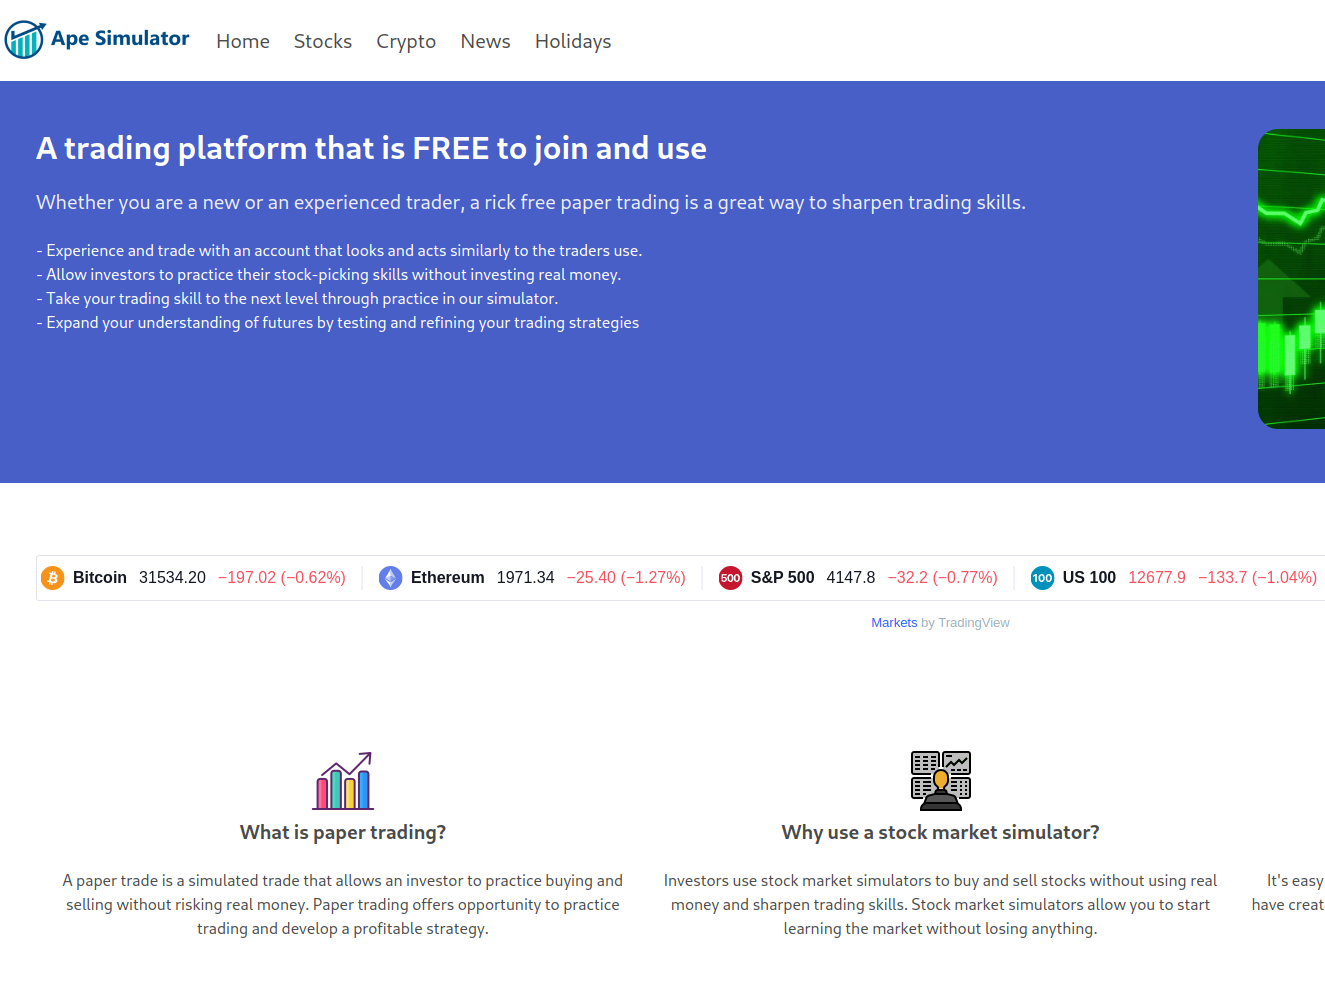 Ape Simulator
Home Stocks Crypto News Holidays
A trading platform that is FREE to join and use
Whether you are a new or an experienced trader, a rick free paper trading is a great way to sharpen trading skills.
- Experience and trade with an account that looks and acts similarly to the traders use.
- Allow investors to practice their stock-picking skills without investing real money.
- Take your trading skill to the next level through practice in our simulator.
- Expand your understanding of futures by testing and refining your trading strategies
Bitcoin 31534.20 −197.02 (−0.62%) Ethereum 1971.34 −25.40 (−1.27%) 500 S&P 500 4147.8 −32.2 (−0.77%) 100 US 100 12677.9 −133.7 (−1.04%)
Markets by TradingView
What is paper trading?
A paper trade is a simulated trade that allows an investor to practice buying and
selling without risking real money. Paper trading offers opportunity to practice
trading and develop a profitable strategy.
Why use a stock market simulator?
Investors use stock market simulators to buy and sell stocks without using real
money and sharpen trading skills. Stock market simulators allow you to start
learning the market without losing anything.
It's easy
have creat